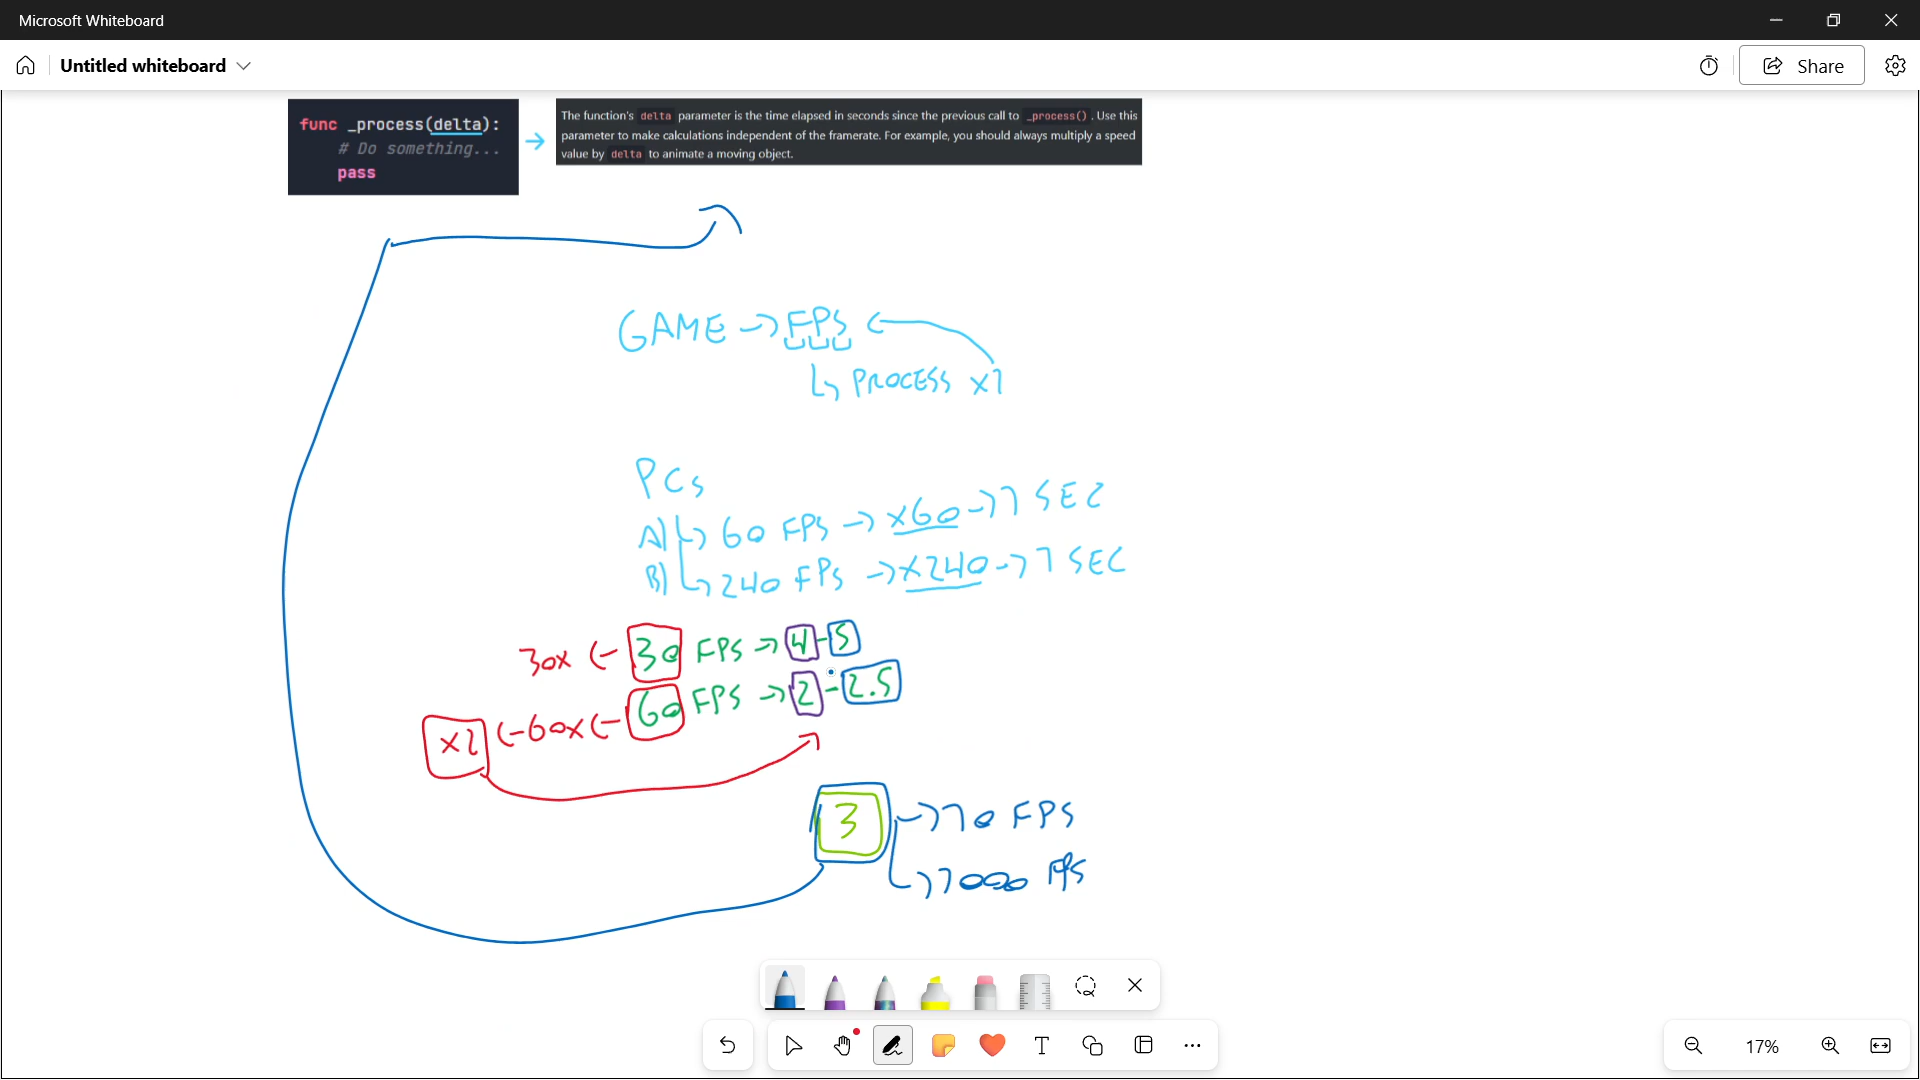 Microsoft Whiteboard
Untitled whiteboard
Share
func _process(delta):
# Do something...
pass
The function's delta parameter is the time elapsed in seconds since the previous call to _process() . Use this
parameter to make calculations independent of the framerate. For example, you should always multiply a speed
value by delta to animate a moving object.
GAME → FPS
PROCESS x1
PCs
A) 60 FPS → x60 → 1 SEC
B) 240 FPS → x240 → 1 SEC
30x ← 30 FPS → 4 - 5
x2 ← 60x ← 60 FPS → 2 - 2.5
3 → 10 FPS
→ 1000 FPS
17%